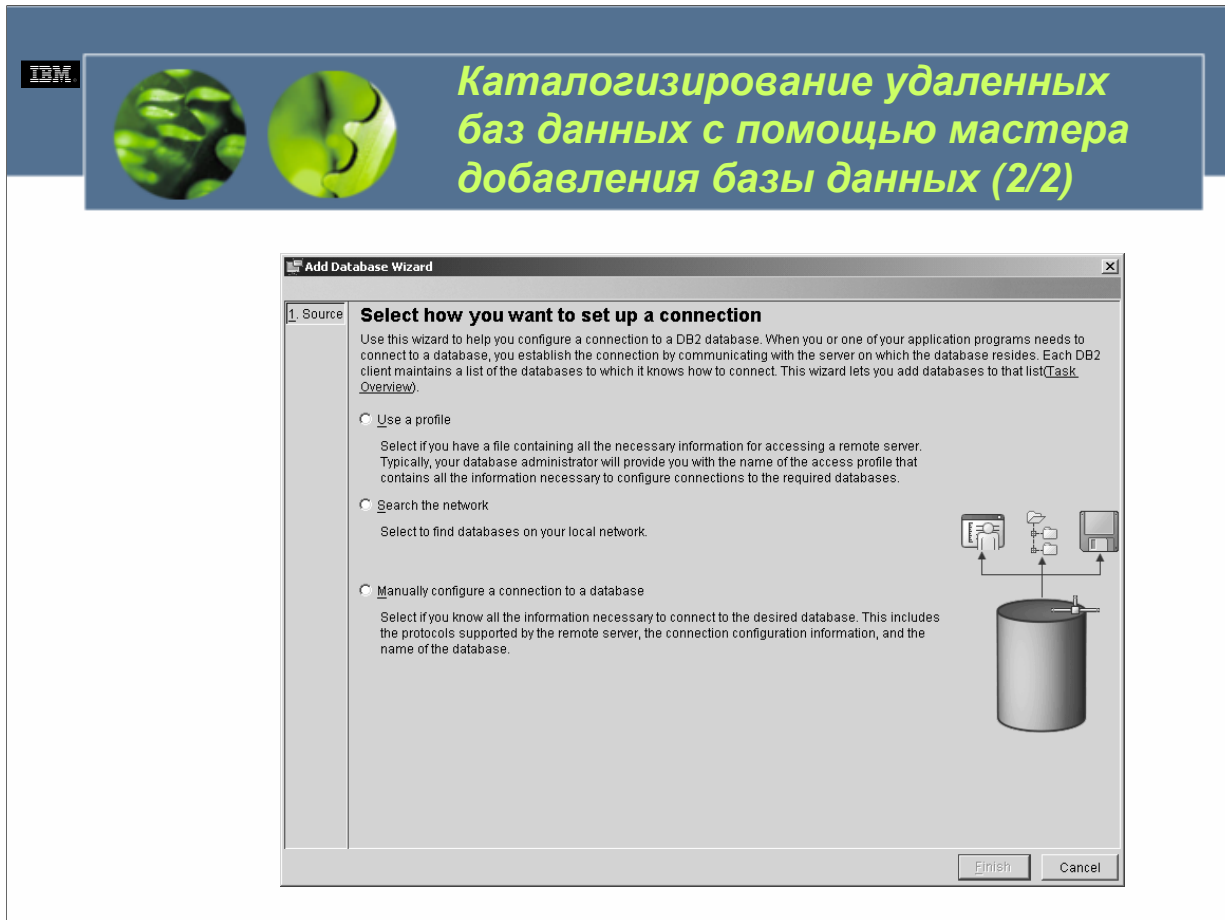 IBM.
Каталогизирование удаленных
баз данных с помощью мастера
добавления базы данных (2/2)
Add Database Wizard
1. Source
Select how you want to set up a connection
Use this wizard to help you configure a connection to a DB2 database. When you or one of your application programs needs to
connect to a database, you establish the connection by communicating with the server on which the database resides. Each DB2
client maintains a list of the databases to which it knows how to connect. This wizard lets you add databases to that list(Task
Overview).
Use a profile
Select if you have a file containing all the necessary information for accessing a remote server.
Typically, your database administrator will provide you with the name of the access profile that
contains all the information necessary to configure connections to the required databases.
Search the network
Select to find databases on your local network.
Manually configure a connection to a database
Select if you know all the information necessary to connect to the desired database. This includes
the protocols supported by the remote server, the connection configuration information, and the
name of the database.
Finish
Cancel